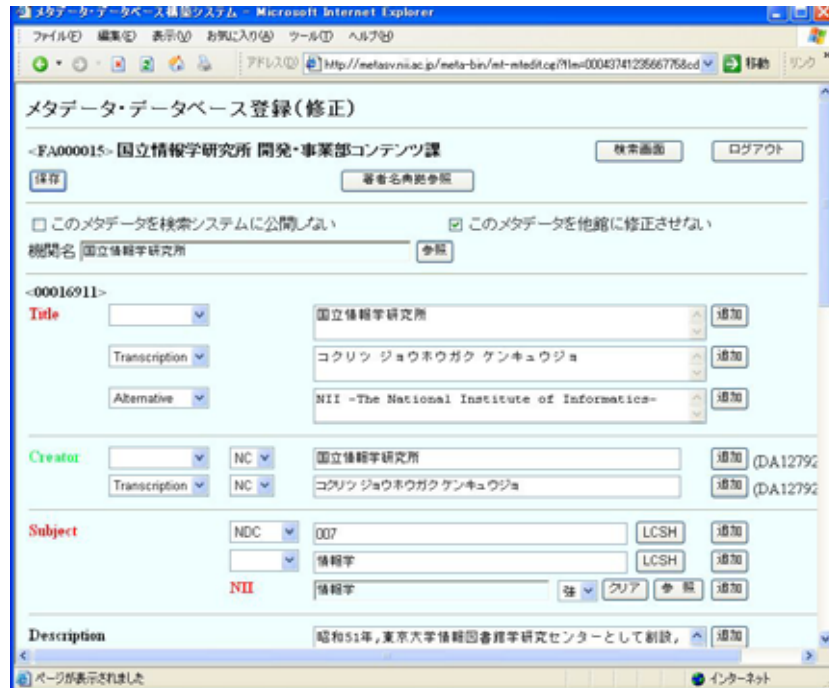 メタデータ・データベース構築システム - Microsoft Internet Explorer
ファイル(F) 編集(E) 表示(V) お気に入り(A) ツール(T) ヘルプ(H)
アドレス(D) http://metasv.nii.ac.jp/meta-bin/mt-mtedit.cgi?llm=00043741235667758cd 移動 リンク
メタデータ・データベース登録(修正)
<FA000015> 国立情報学研究所 開発・事業部コンテンツ課 検索画面 ログアウト
保存 著者名典拠参照
このメタデータを検索システムに公開しない このメタデータを他館に修正させない
機関名 国立情報学研究所 参照
<00016911>
Title 国立情報学研究所 追加
Transcription コクリツ ジョウホウガク ケンキュウジョ 追加
Alternative NII -The National Institute of Informatics- 追加
Creator NC 国立情報学研究所 追加 (DA12792
Transcription NC コクリツ ジョウホウガク ケンキュウジョ 追加 (DA12792
Subject NDC 007 LCSH 追加
情報学 LCSH 追加
NII 情報学 強 クリア 参 照 追加
Description 昭和51年,東京大学情報図書館学研究センターとして創設, 追加
ページが表示されました インターネット